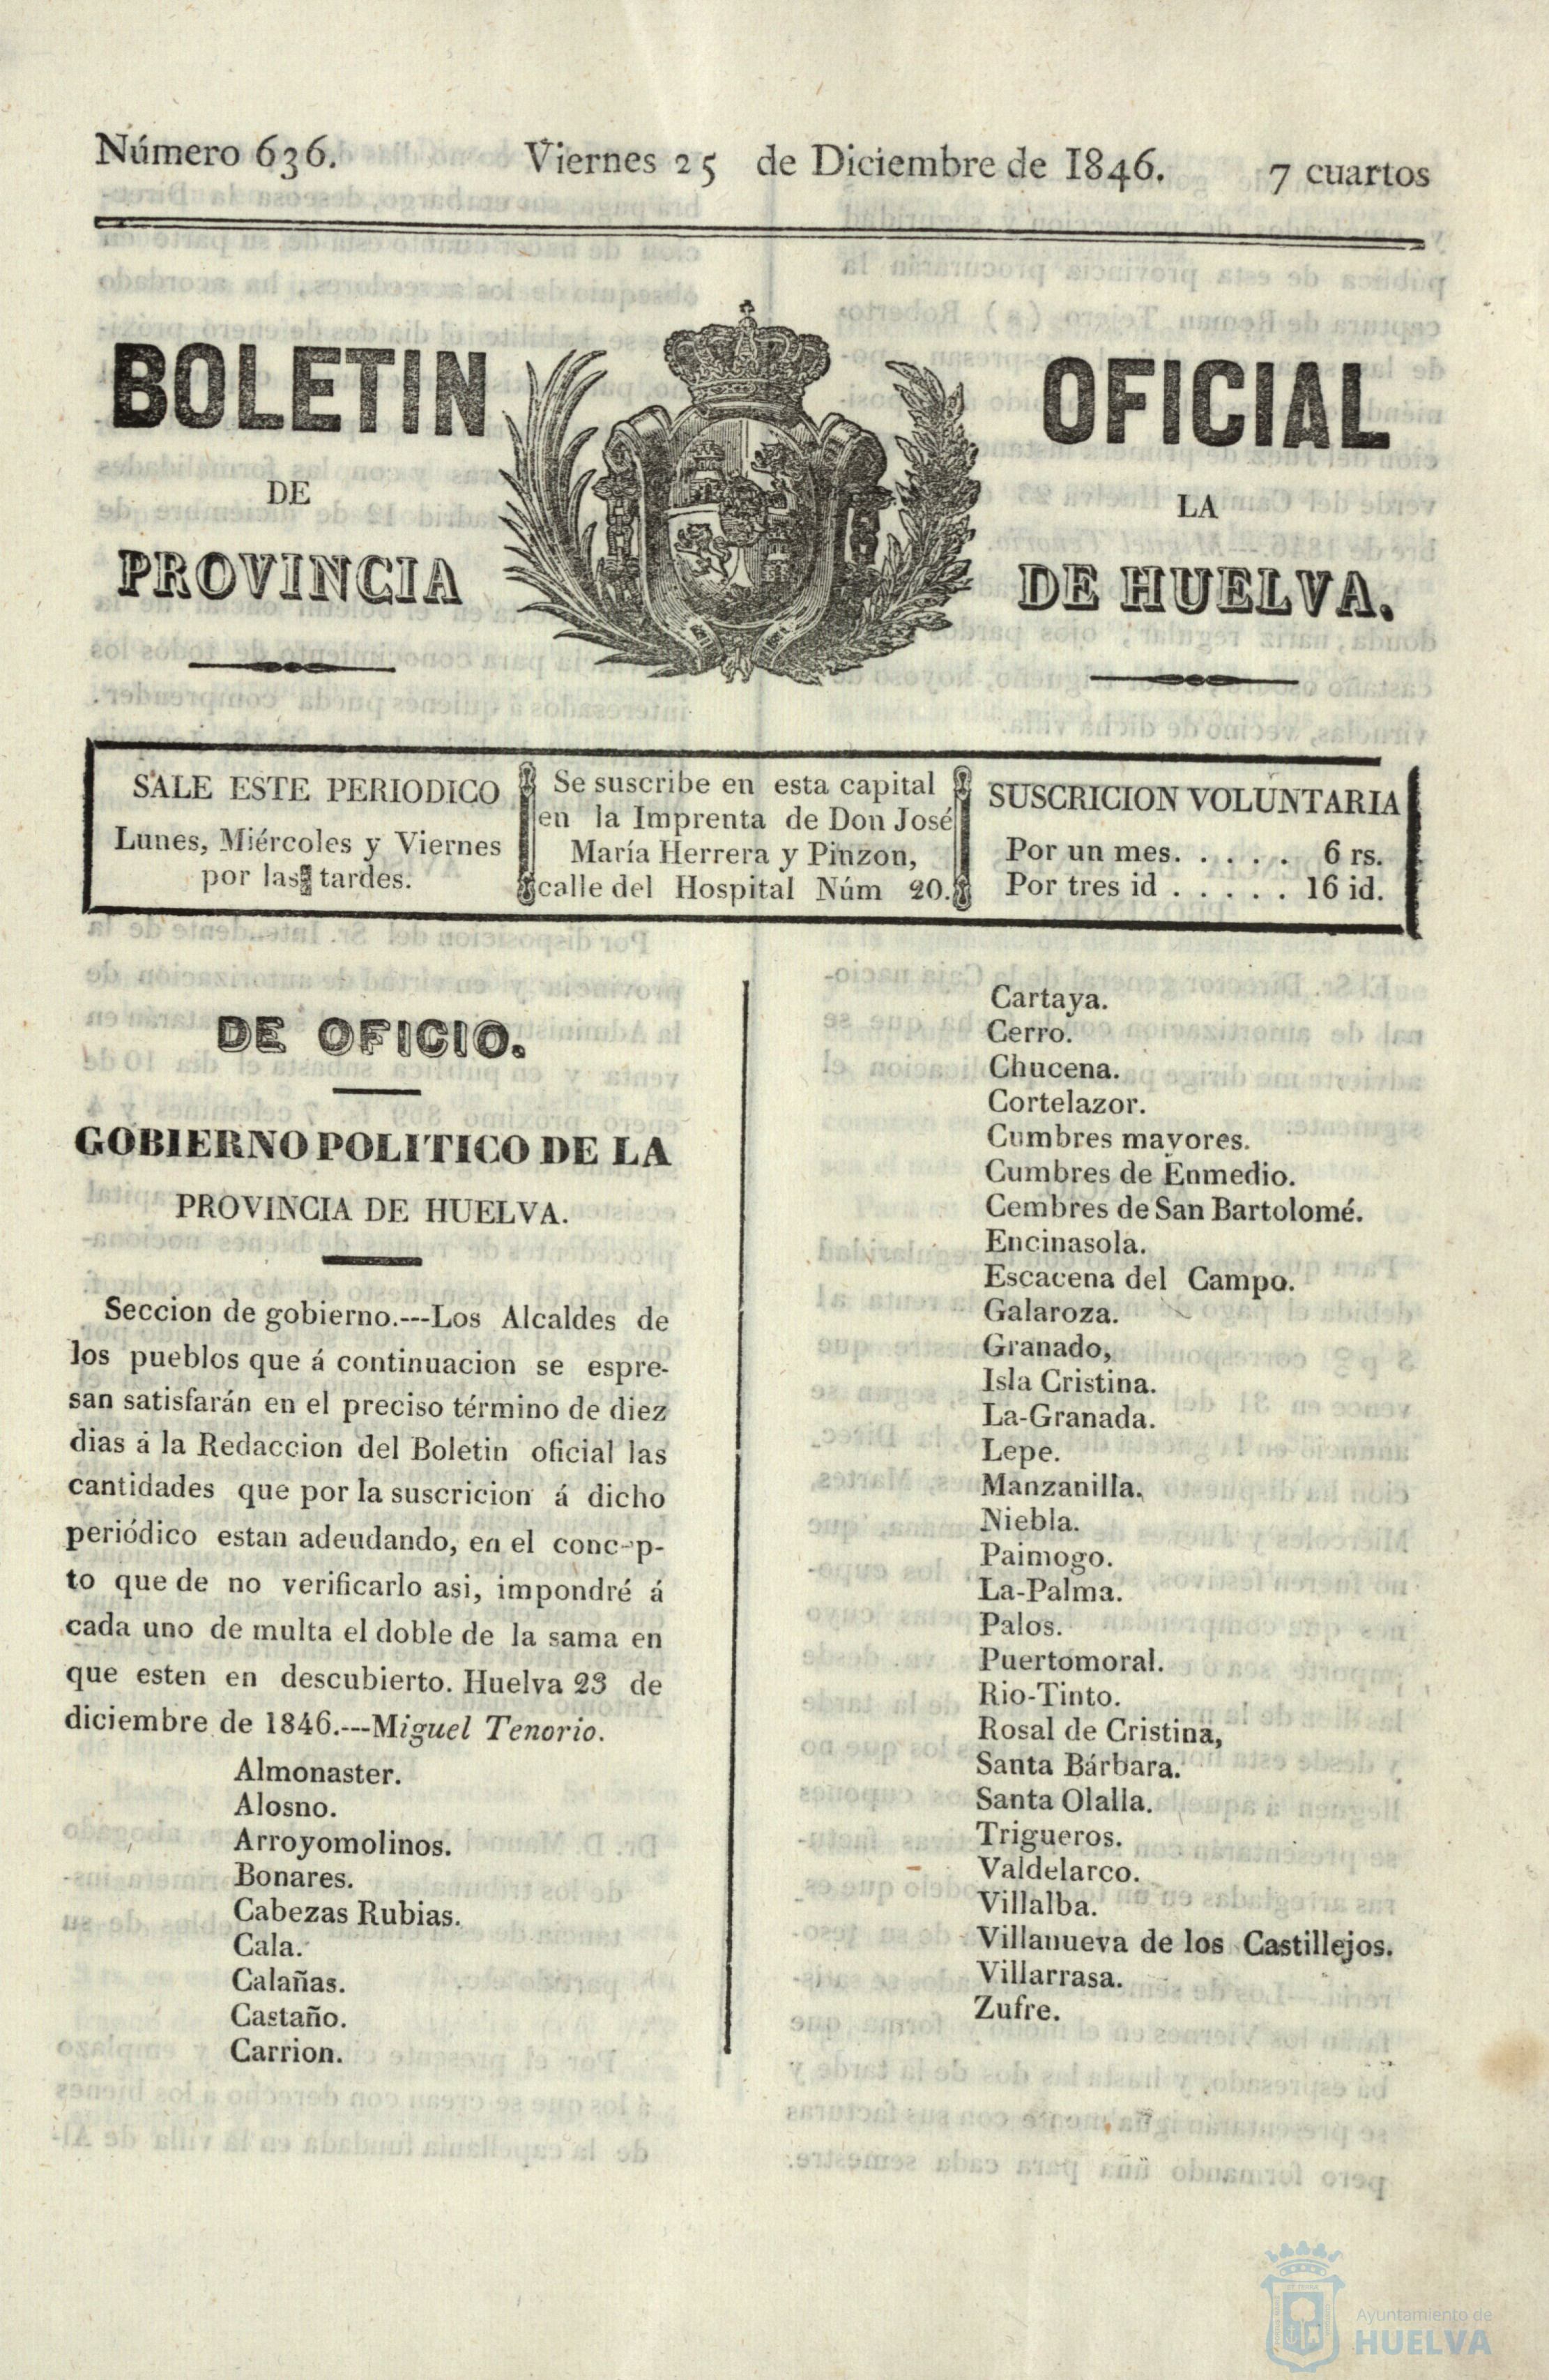 Número 636.
Viernes 25 de Diciembre de 1846.
7 cuartos
BOLETIN OFICIAL
DE LA
PROVINCIA DE HUELVA.
SALE ESTE PERIODICO
Lunes, Miércoles y Viernes
por las tardes.
Se suscribe en esta capital
en la Imprenta de Don José
María Herrera y Pinzon,
calle del Hospital Núm 20.
SUSCRICION VOLUNTARIA
Por un mes. . . . . 6 rs.
Por tres id . . . . . 16 id.
DE OFICIO.
GOBIERNO POLITICO DE LA
PROVINCIA DE HUELVA.
Seccion de gobierno.---Los Alcaldes de
los pueblos que á continuacion se espre-
san satisfarán en el preciso término de diez
dias á la Redaccion del Boletin oficial las
cantidades que por la suscricion á dicho
periódico estan adeudando, en el concep-
to que de no verificarlo asi, impondré á
cada uno de multa el doble de la sama en
que esten en descubierto. Huelva 23 de
diciembre de 1846.---Miguel Tenorio.
Almonaster.
Alosno.
Arroyomolinos.
Bonares.
Cabezas Rubias.
Cala.
Calañas.
Castaño.
Carrion.
Cartaya.
Cerro.
Chucena.
Cortelazor.
Cumbres mayores.
Cumbres de Enmedio.
Cembres de San Bartolomé.
Encinasola.
Escacena del Campo.
Galaroza.
Granado,
Isla Cristina.
La-Granada.
Lepe.
Manzanilla.
Niebla.
Paimogo.
La-Palma.
Palos.
Puertomoral.
Rio-Tinto.
Rosal de Cristina,
Santa Bárbara.
Santa Olalla.
Trigueros.
Valdelarco.
Villalba.
Villanueva de los Castillejos.
Villarrasa.
Zufre.
Ayuntamiento de
HUELVA